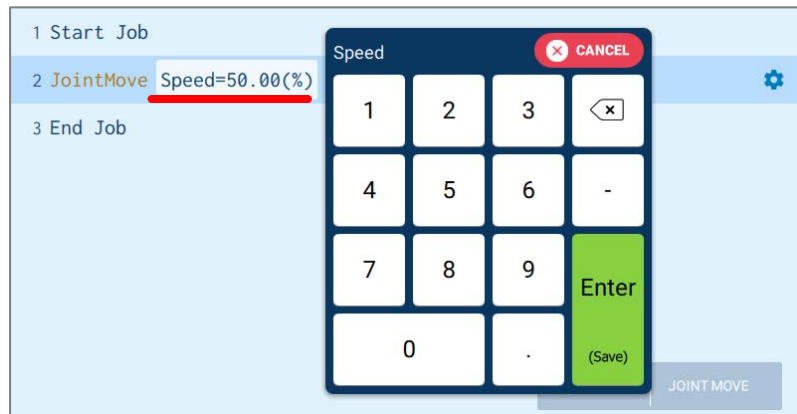 1 Start Job
2 JointMove Speed=50.00(%)
3 End Job
Speed
CANCEL
1 2 3
4 5 6 -
7 8 9
Enter
(Save)
0 .
JOINT MOVE